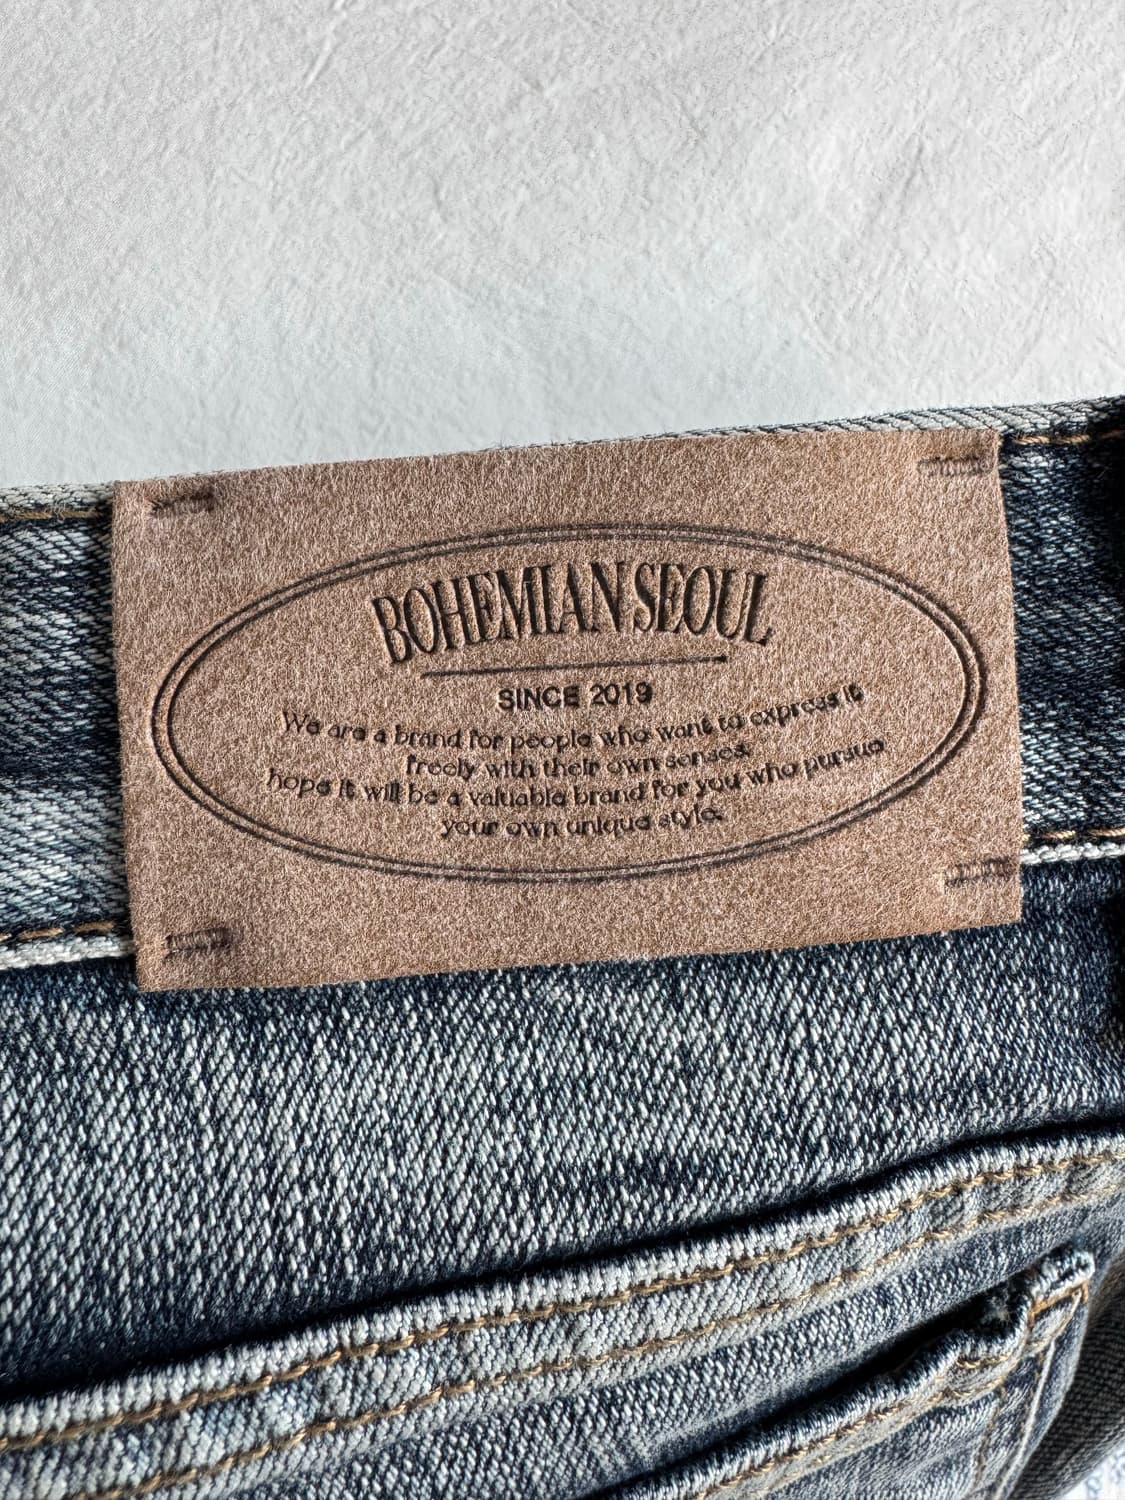 BOHEMIAN SEOUL
SINCE 2019
We are a brand for people who want to express it
freely with their own senses.
hope it will be a valuable brand for you who pursue
your own unique style.